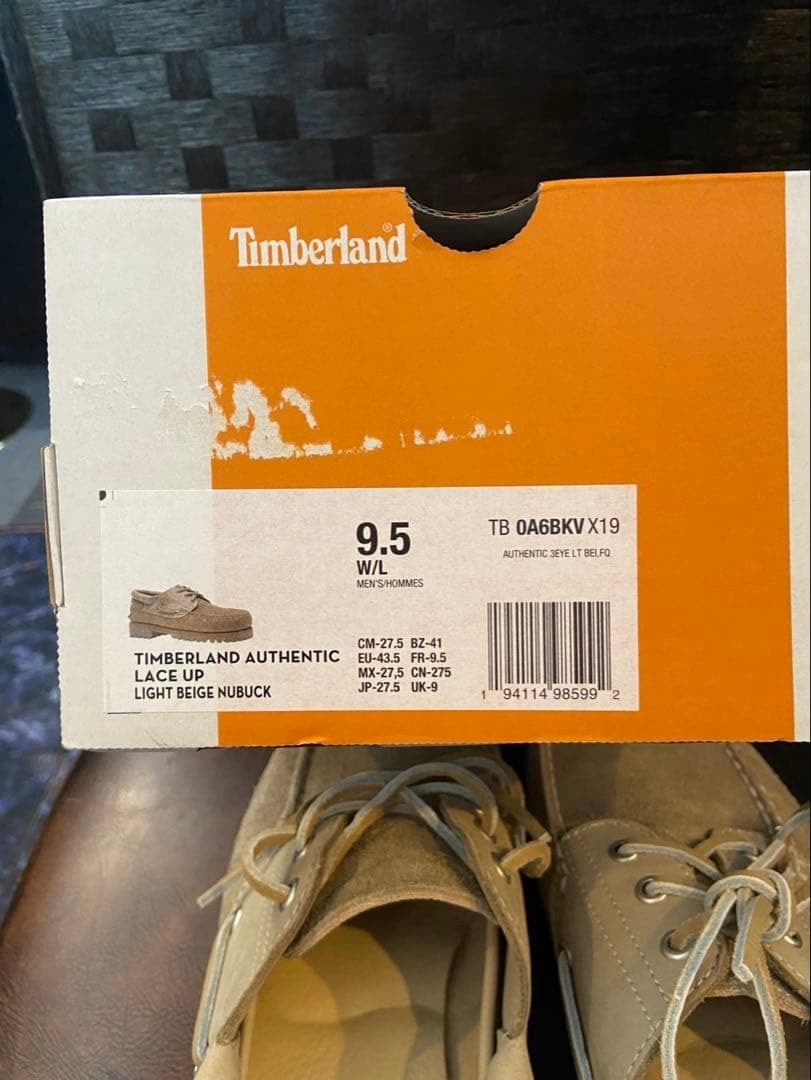 Timberland®
9.5
W/L
MEN'S/HOMMES
TB 0A6BKV X19
AUTHENTIC 3EYE LT BEI,FQ
TIMBERLAND AUTHENTIC
LACE UP
LIGHT BEIGE NUBUCK
CM-27.5 BZ-41
EU-43.5 FR-9.5
MX-27,5 CN-275
JP-27.5 UK-9
1 94114 98599 2